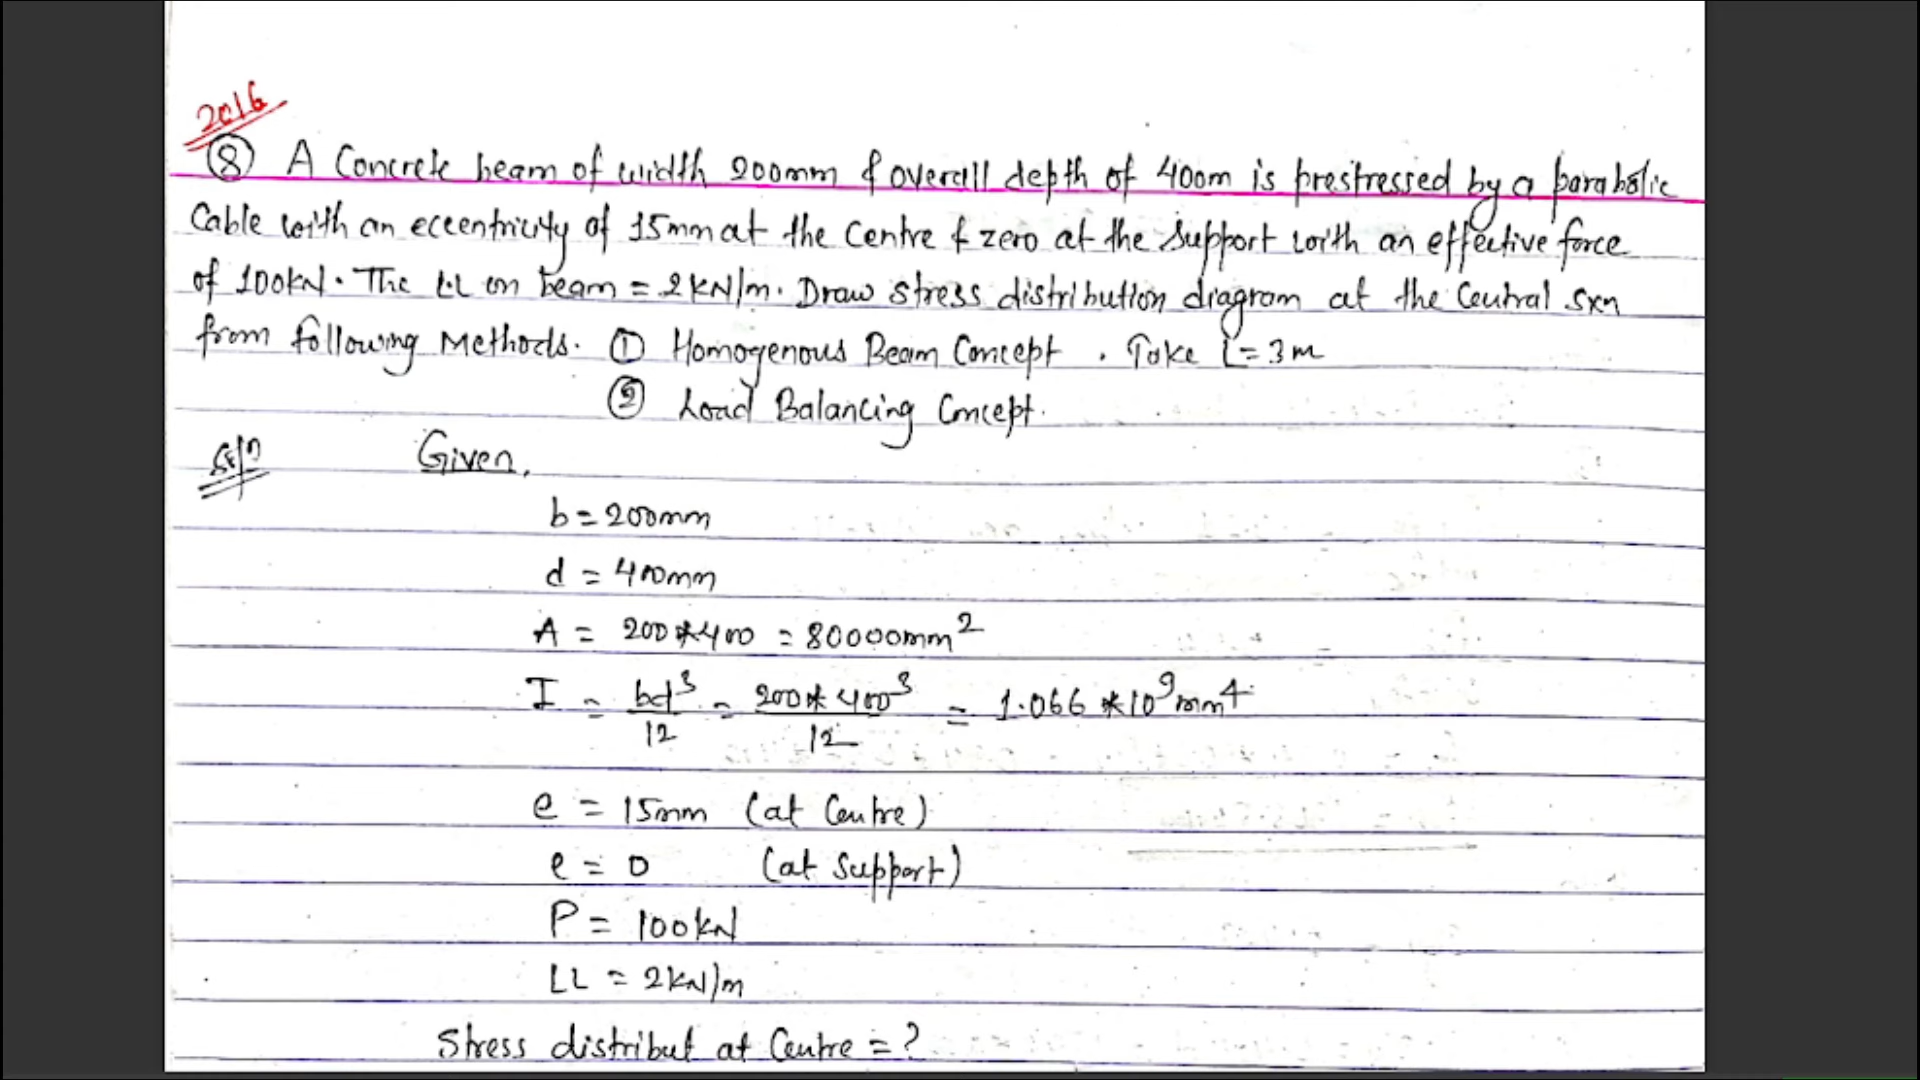 2016
⑧ A Concrete beam of width 200mm & overall depth of 400m is prestressed by a parabolic
Cable with an eccentricity of 15mm at the Centre & zero at the support with an effective force
of 100kN. The LL on beam = 2kN/m. Draw stress distribution diagram at the Central sxn
from following Methods. ① Homogenous Beam Concept. Take L=3m
② Load Balancing Concept.
Sol^n Given,
b=200mm
d = 400mm
A = 200*400 = 80000mm²
I = bd³/12 = 200*400³/12 = 1.066*10⁹mm⁴
e = 15mm (at Centre)
e = 0 (at support)
P = 100kN
LL = 2kN/m
Stress distribut at Centre = ?